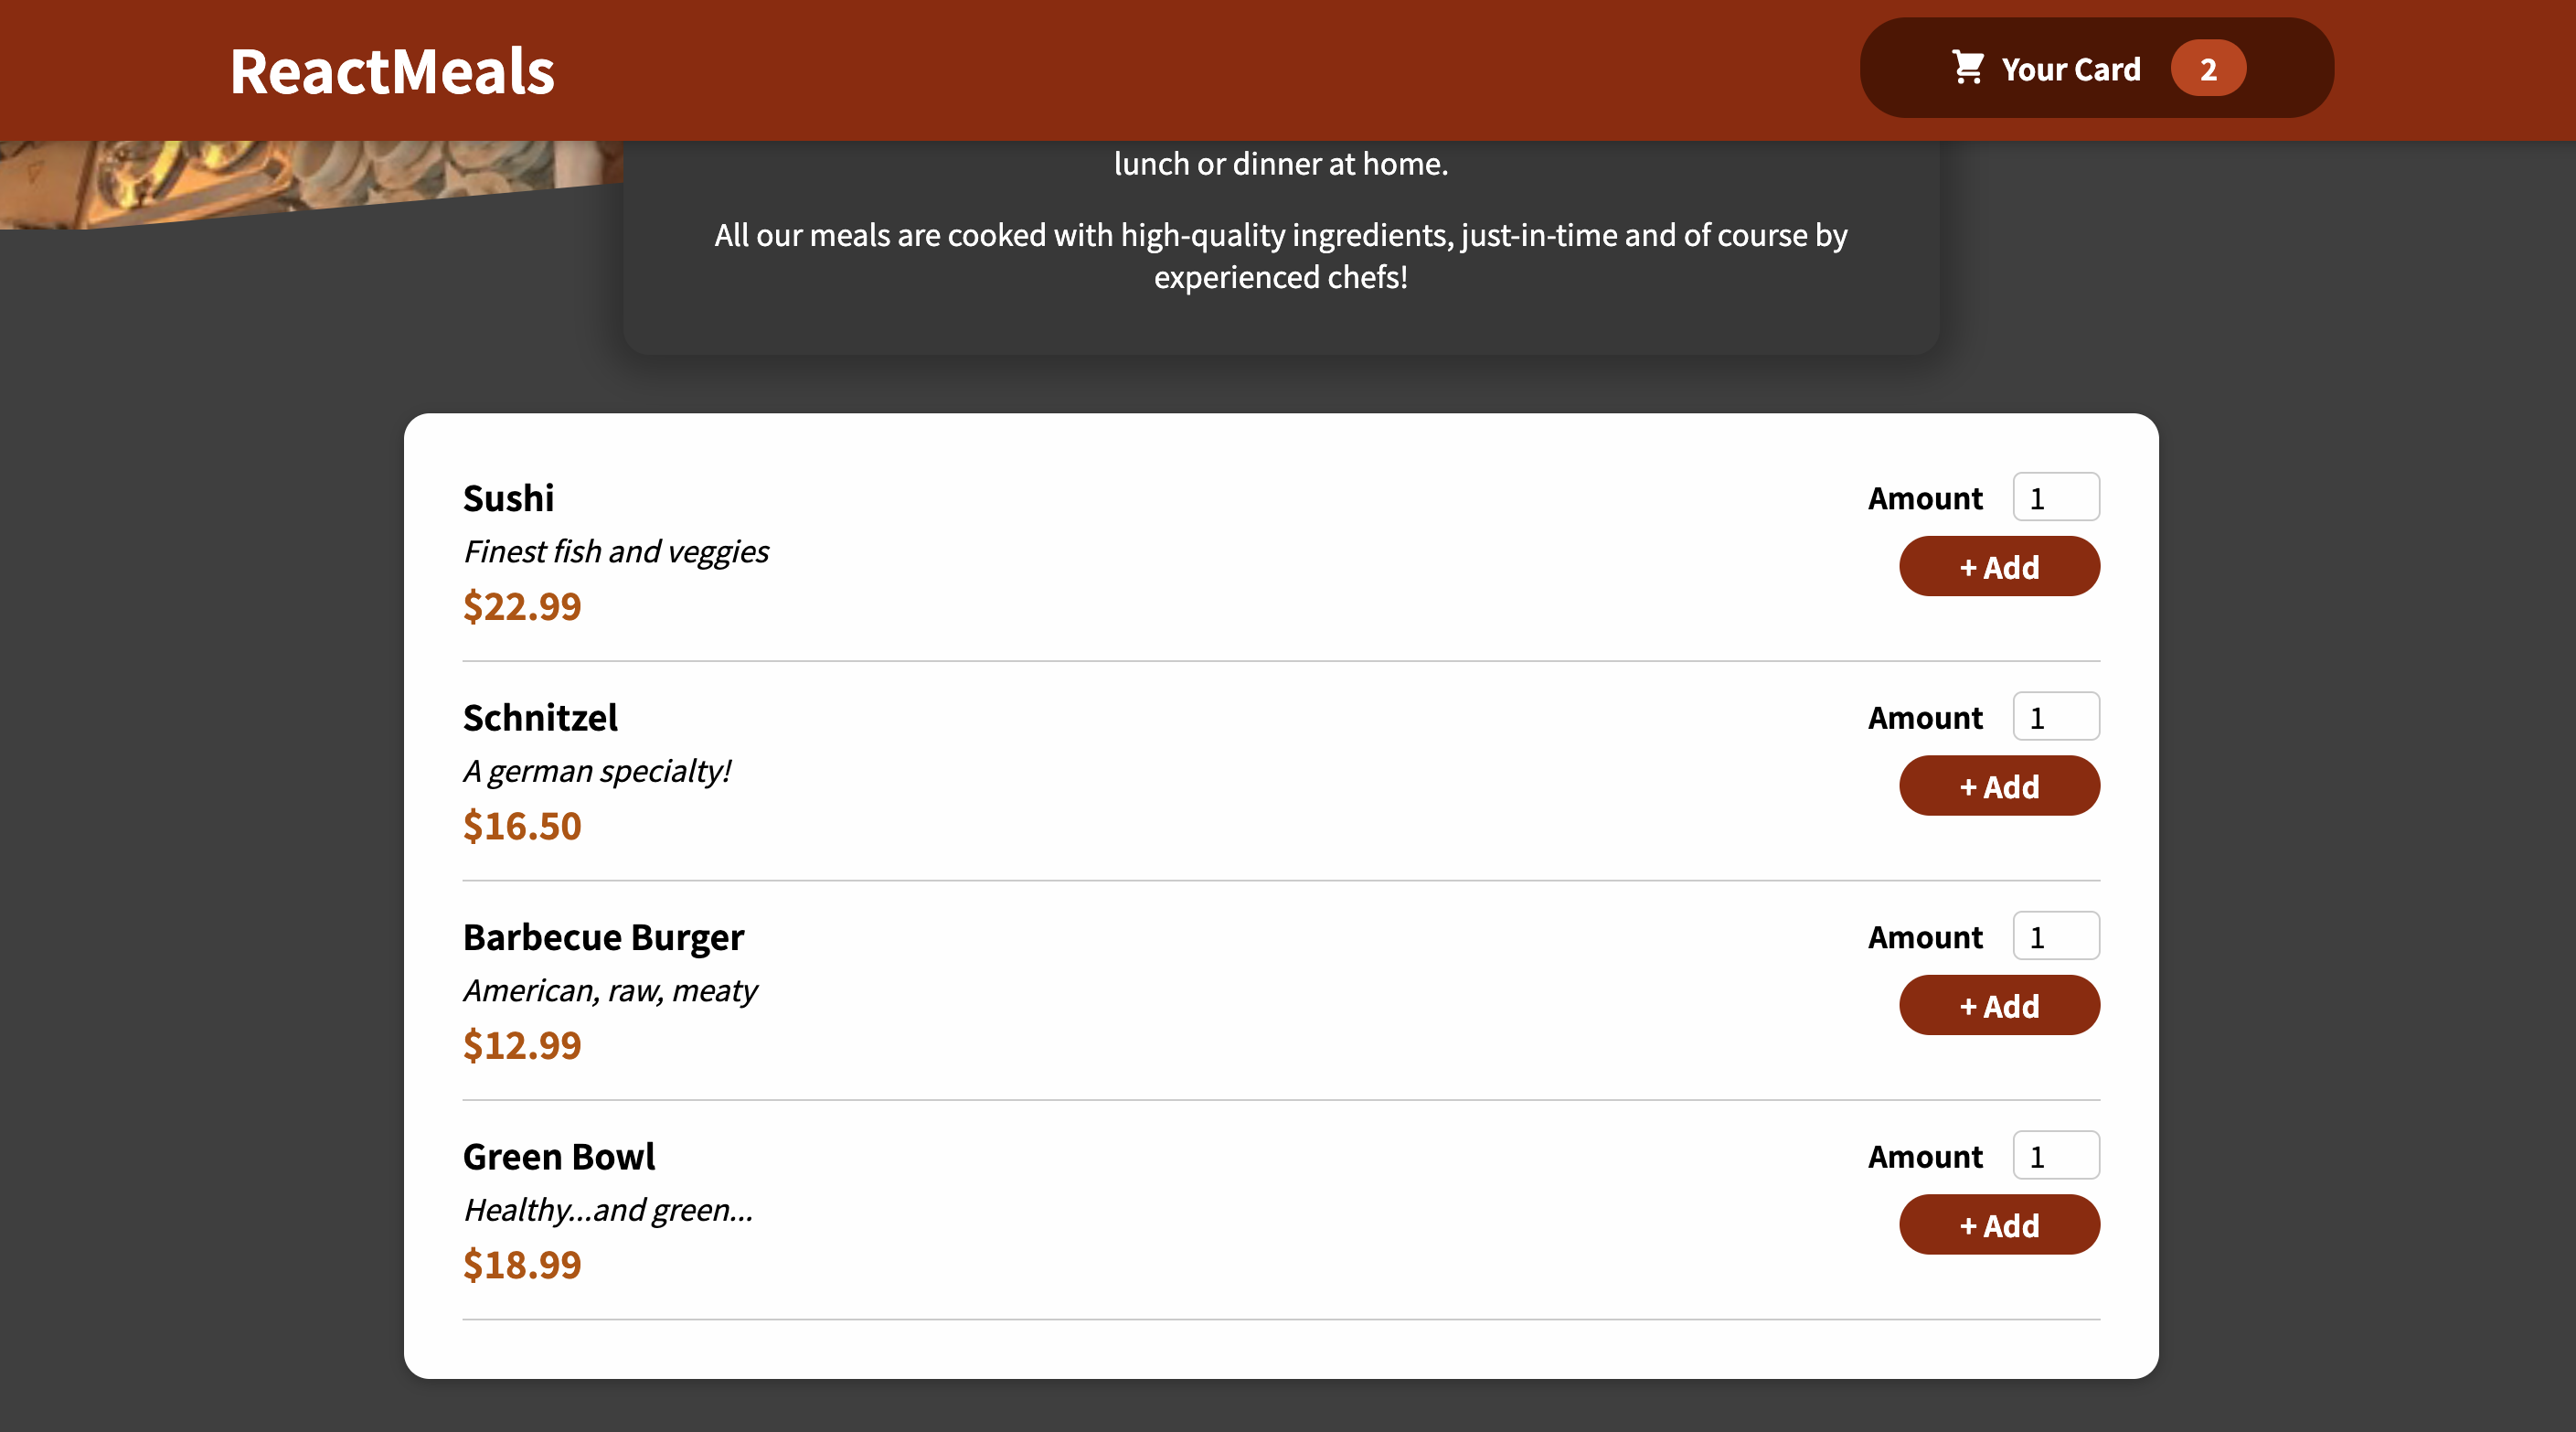 ReactMeals
Your Card 2
lunch or dinner at home.
All our meals are cooked with high-quality ingredients, just-in-time and of course by
experienced chefs!
Sushi
Finest fish and veggies
$22.99
Amount 1
+ Add
Schnitzel
A german specialty!
$16.50
Amount 1
+ Add
Barbecue Burger
American, raw, meaty
$12.99
Amount 1
+ Add
Green Bowl
Healthy...and green...
$18.99
Amount 1
+ Add